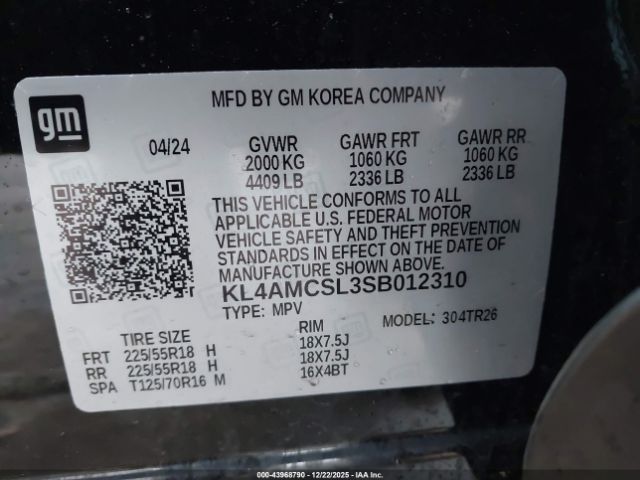 gm
MFD BY GM KOREA COMPANY
04/24 GVWR GAWR FRT GAWR RR
2000 KG 1060 KG 1060 KG
4409 LB 2336 LB 2336 LB
THIS VEHICLE CONFORMS TO ALL
APPLICABLE U.S. FEDERAL MOTOR
VEHICLE SAFETY AND THEFT PREVENTION
STANDARDS IN EFFECT ON THE DATE OF
MANUFACTURE SHOWN ABOVE.
KL4AMCSL3SB012310
TYPE: MPV MODEL: 304TR26
TIRE SIZE RIM
FRT 225/55R18 H 18X7.5J
RR 225/55R18 H 18X7.5J
SPA T125/70R16 M 16X4BT
© 000-43968790 - 12/22/2025 - IAA Inc.